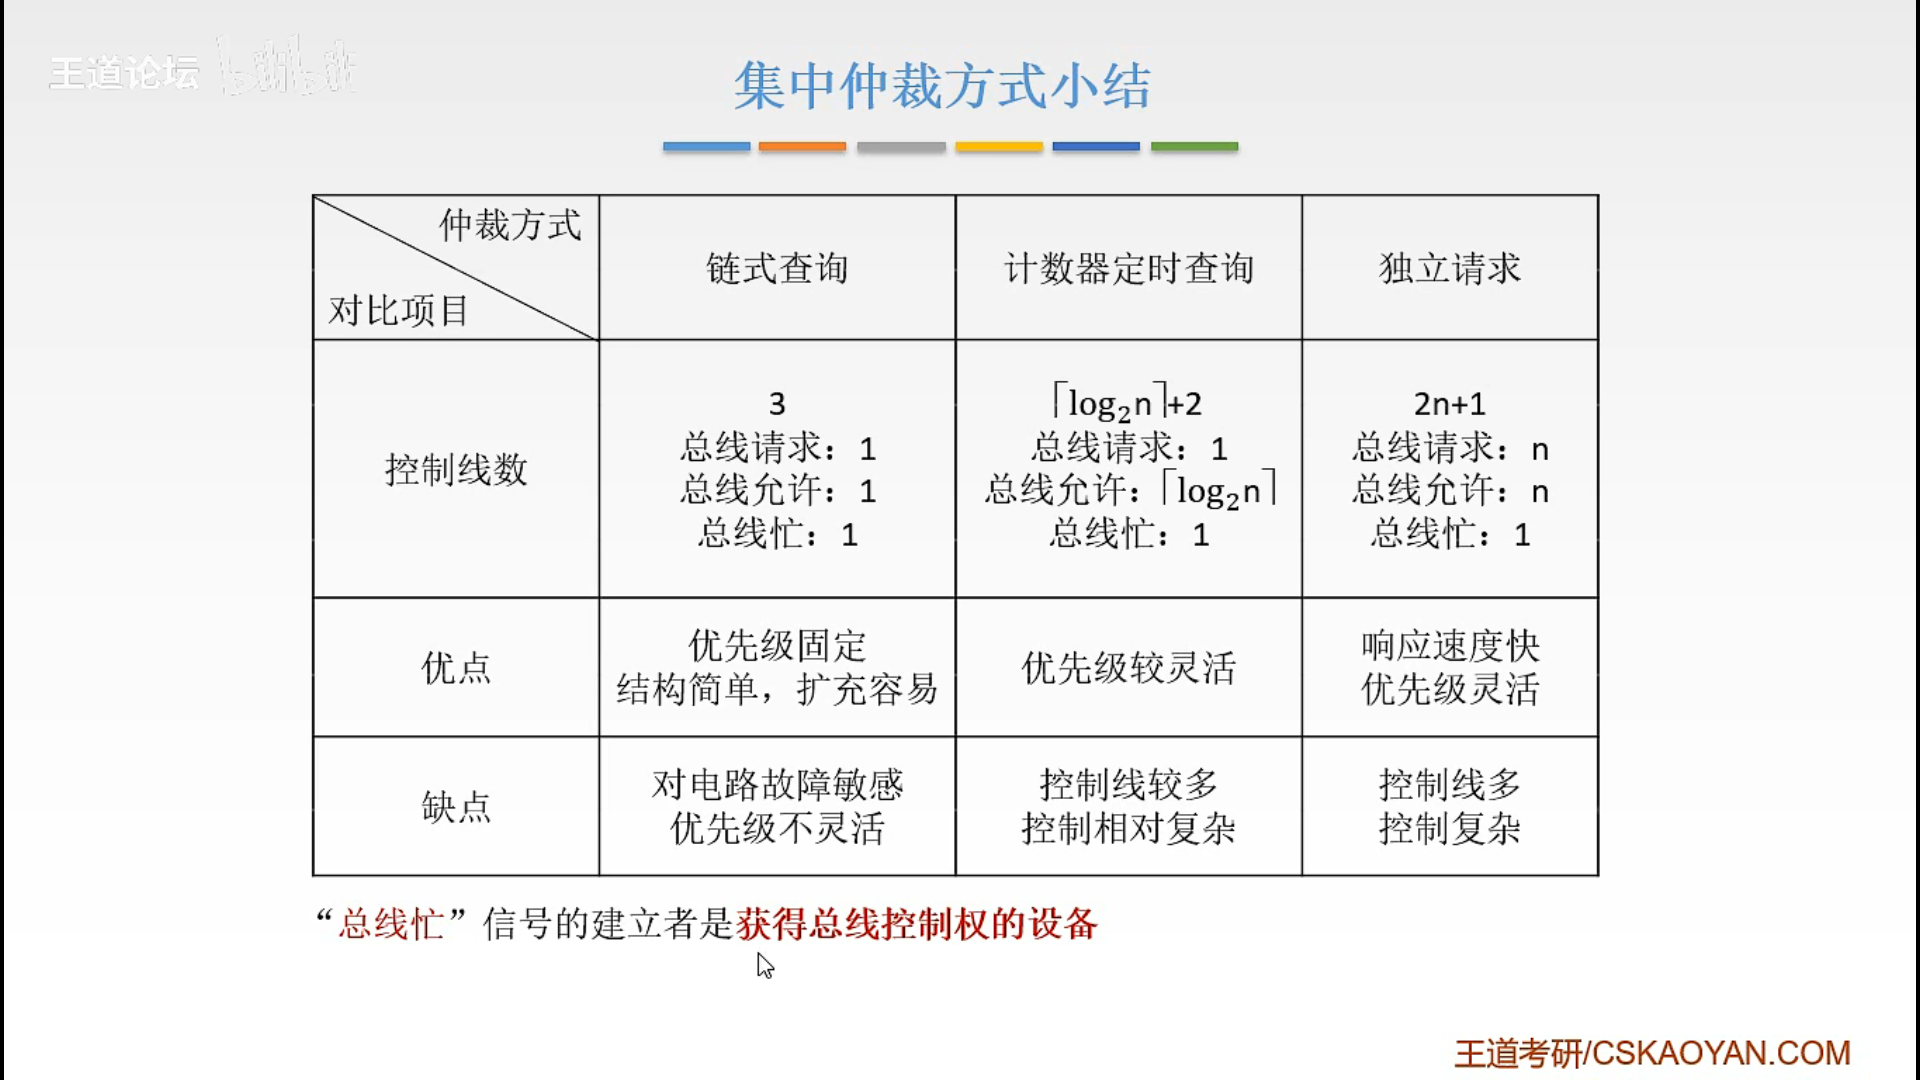 王道论坛 bilibili
集中仲裁方式小结
仲裁方式
对比项目
链式查询
计数器定时查询
独立请求
控制线数
3
总线请求：1
总线允许：1
总线忙：1
⌈log₂n⌉+2
总线请求：1
总线允许：⌈log₂n⌉
总线忙：1
2n+1
总线请求：n
总线允许：n
总线忙：1
优点
优先级固定
结构简单，扩充容易
优先级较灵活
响应速度快
优先级灵活
缺点
对电路故障敏感
优先级不灵活
控制线较多
控制相对复杂
控制线多
控制复杂
“总线忙”信号的建立者是获得总线控制权的设备
王道考研/CSKAOYAN.COM